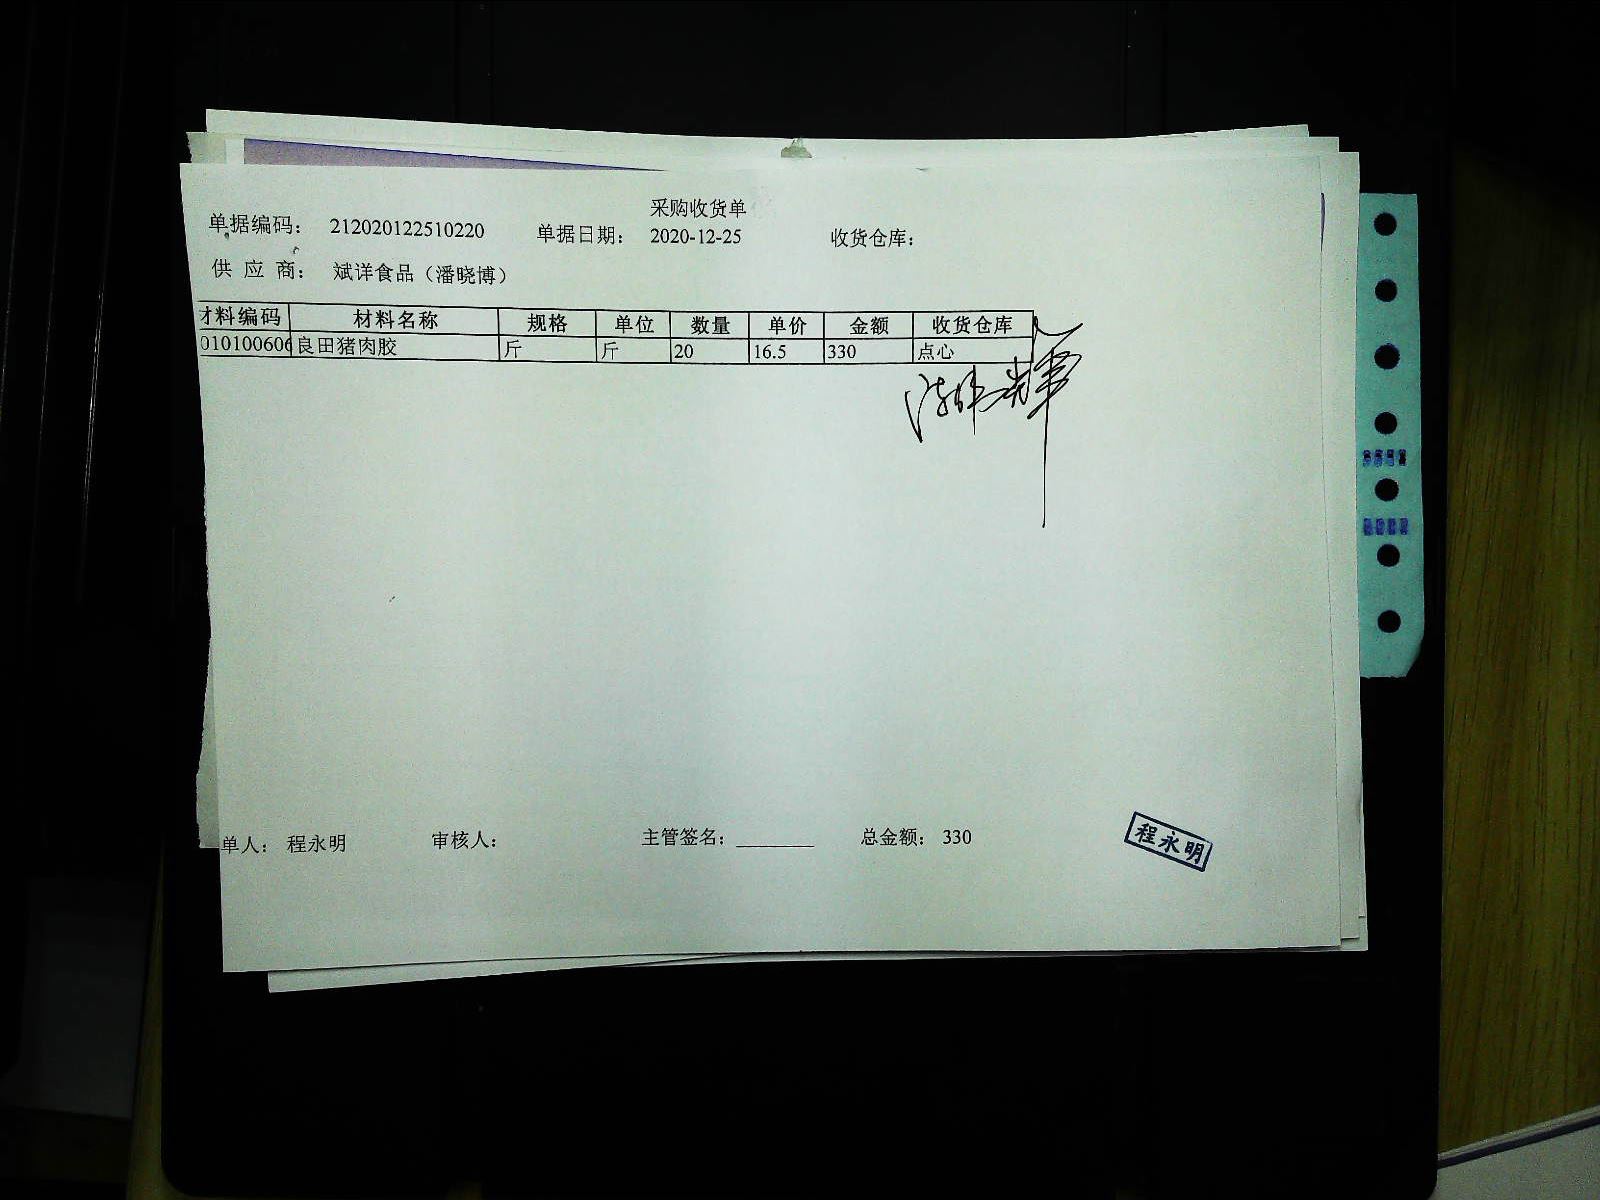 采购收货单
单据编码： 212020122510220 单据日期： 2020-12-25 收货仓库：
供 应 商： 斌详食品（潘晓博）
材料编码 材料名称 规格 单位 数量 单价 金额 收货仓库
010100606 良田猪肉胶 斤 斤 20 16.5 330 点心
单人： 程永明 审核人： 主管签名：________ 总金额： 330
程永明